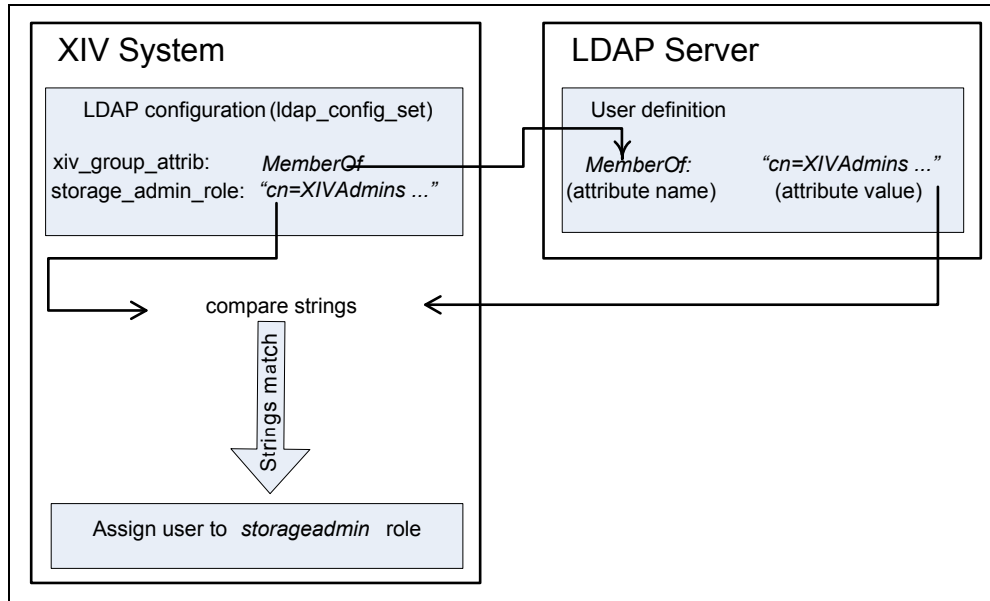 XIV System
LDAP configuration (ldap_config_set)
xiv_group_attrib: MemberOf
storage_admin_role: “cn=XIVAdmins ...”
compare strings
Strings match
Assign user to storageadmin role
LDAP Server
User definition
MemberOf: “cn=XIVAdmins ...”
(attribute name) (attribute value)